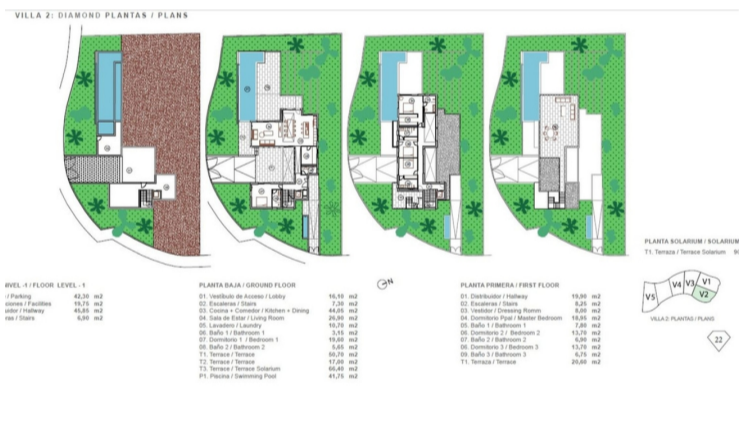 VILLA 2: DIAMOND PLANTAS / PLANS
PLANTA SOLARIUM / SOLARIUM
T1. Terraza / Terrace Solarium
/ FLOOR LEVEL - 1
/ Parking 42,30 m2
/ Facilities 19,75 m2
/ Hallway 45,85 m2
/ Stairs 6,90 m2
PLANTA BAJA / GROUND FLOOR
01. Vestíbulo de Acceso / Lobby 16,10 m2
02. Escaleras / Stairs 7,30 m2
03. Cocina + Comedor / Kitchen + Dining 44,05 m2
04. Sala de Estar / Living Room 26,90 m2
05. Lavadero / Laundry 10,70 m2
06. Baño 1 / Bathroom 1 3,15 m2
07. Dormitorio 1 / Bedroom 1 19,60 m2
08. Baño 2 / Bathroom 2 5,65 m2
T1. Terraza / Terrace 50,70 m2
T2. Terraza / Terrace 17,00 m2
T3. Terraza / Terrace Solarium 66,40 m2
P1. Piscina / Swimming Pool 41,75 m2
N
PLANTA PRIMERA / FIRST FLOOR
01. Distribuidor / Hallway 19,90 m2
02. Escaleras / Stairs 8,25 m2
03. Vestidor / Dressing Romm 8,00 m2
04. Dormitorio Ppal / Master Bedroom 18,95 m2
05. Baño 1 / Bathroom 1 7,80 m2
06. Dormitorio 2 / Bedroom 2 13,70 m2
07. Baño 2 / Bathroom 2 6,90 m2
08. Dormitorio 3 / Bedroom 3 13,70 m2
09. Baño 3 / Bathroom 3 6,75 m2
T1. Terraza / Terrace 20,60 m2
V5
V4
V3
V1
V2
VILLA 2: PLANTAS / PLANS
22